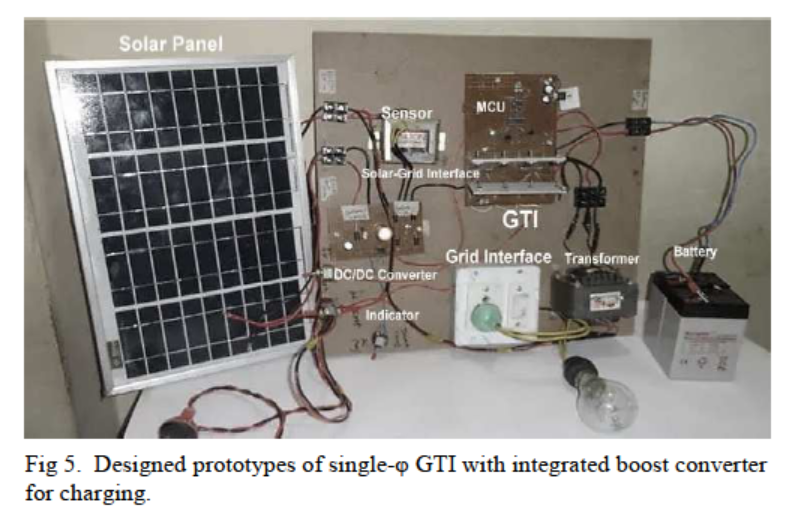 Solar Panel
Sensor
MCU
Solar-Grid Interface
GTI
Grid Interface
Transformer
Battery
DC/DC Converter
Indicator
Fig 5. Designed prototypes of single-φ GTI with integrated boost converter
for charging.